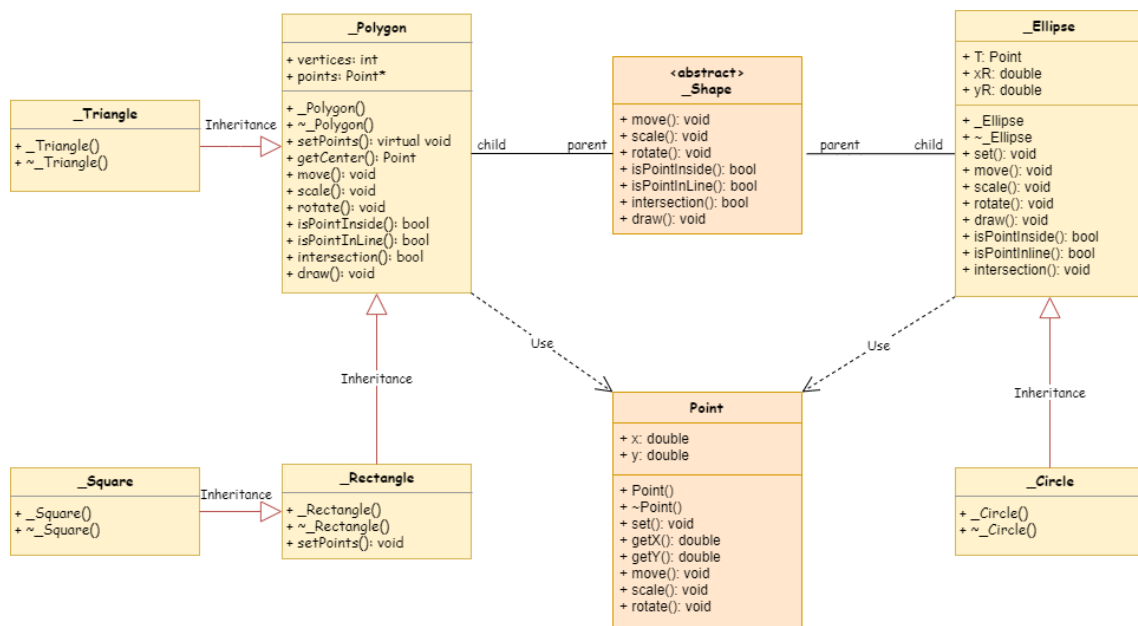 _Polygon
+ vertices: int
+ points: Point*
+ _Polygon()
+ ~_Polygon()
+ setPoints(): virtual void
+ getCenter(): Point
+ move(): void
+ scale(): void
+ rotate(): void
+ isPointInside(): bool
+ isPointInLine(): bool
+ intersection(): bool
+ draw(): void
<abstract>
_Shape
+ move(): void
+ scale(): void
+ rotate(): void
+ isPointInside(): bool
+ isPointInLine(): bool
+ intersection(): bool
+ draw(): void
_Ellipse
+ T: Point
+ xR: double
+ yR: double
+ _Ellipse
+ ~_Ellipse
+ set(): void
+ move(): void
+ scale(): void
+ rotate(): void
+ draw(): void
+ isPointInside(): bool
+ isPointInline(): bool
+ intersection(): void
_Triangle
+ _Triangle()
+ ~_Triangle()
Inheritance
child
parent
parent
child
Use
Use
Inheritance
Inheritance
Point
+ x: double
+ y: double
+ Point()
+ ~Point()
+ set(): void
+ getX(): double
+ getY(): double
+ move(): void
+ scale(): void
+ rotate(): void
_Square
+ _Square()
+ ~_Square()
Inheritance
_Rectangle
+ _Rectangle()
+ ~_Rectangle()
+ setPoints(): void
_Circle
+ _Circle()
+ ~_Circle()